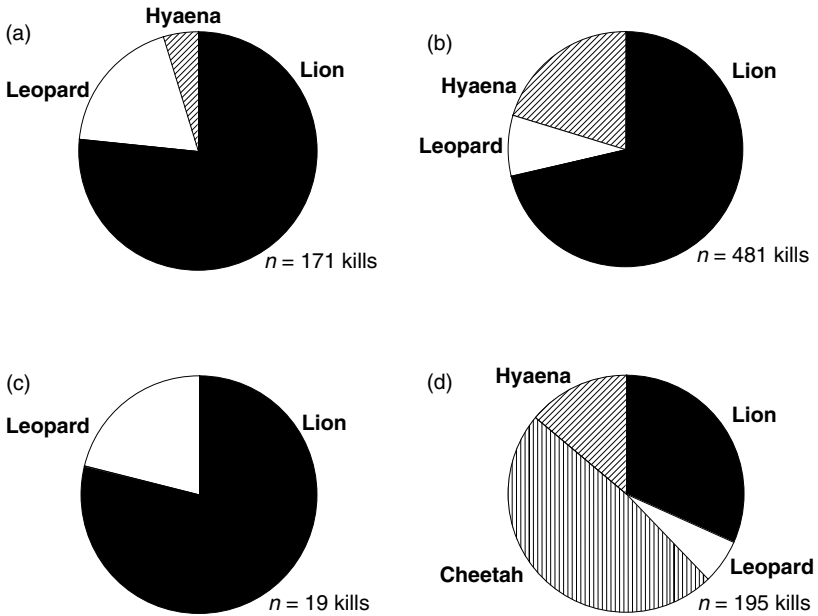 (a)
Hyaena
Leopard
Lion
n = 171 kills
(b)
Hyaena
Leopard
Lion
n = 481 kills
(c)
Leopard
Lion
n = 19 kills
(d)
Hyaena
Lion
Cheetah
Leopard
n = 195 kills